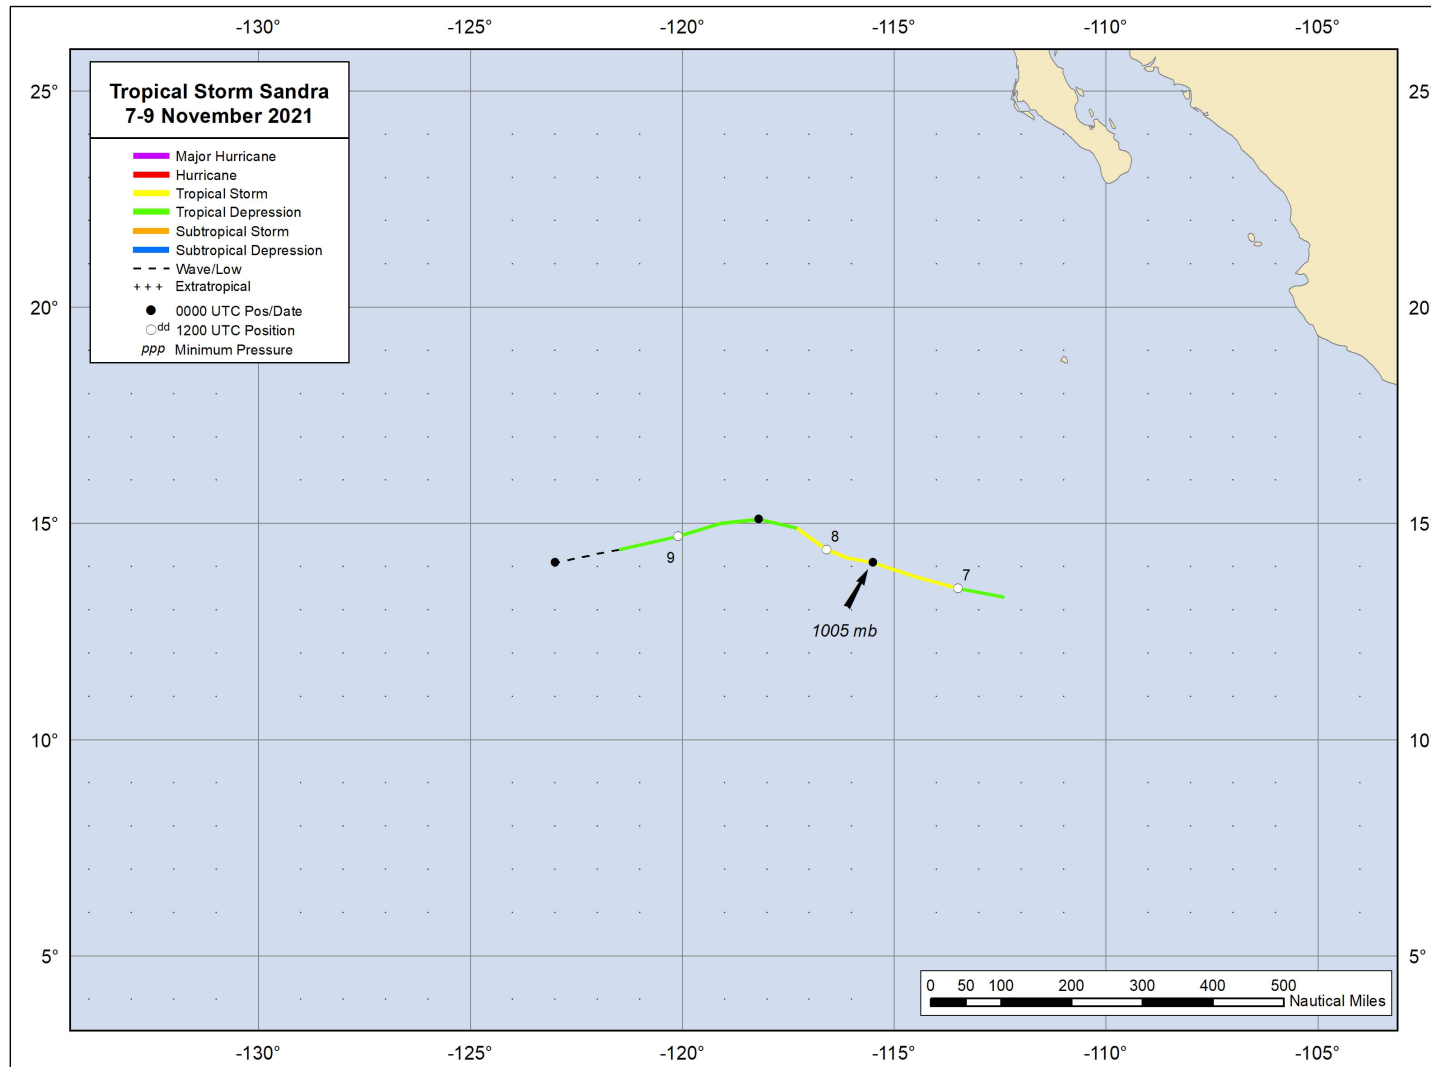 -130° -125° -120° -115° -110° -105°
Tropical Storm Sandra
7-9 November 2021
Major Hurricane
Hurricane
Tropical Storm
Tropical Depression
Subtropical Storm
Subtropical Depression
Wave/Low
+ + + Extratropical
0000 UTC Pos/Date
dd 1200 UTC Position
ppp Minimum Pressure
25° 25°
20° 20
15° 15
10° 10
5° 5°
8
9
7
1005 mb
0 50 100 200 300 400 500
Nautical Miles
-130° -125° -120° -115° -110° -105°